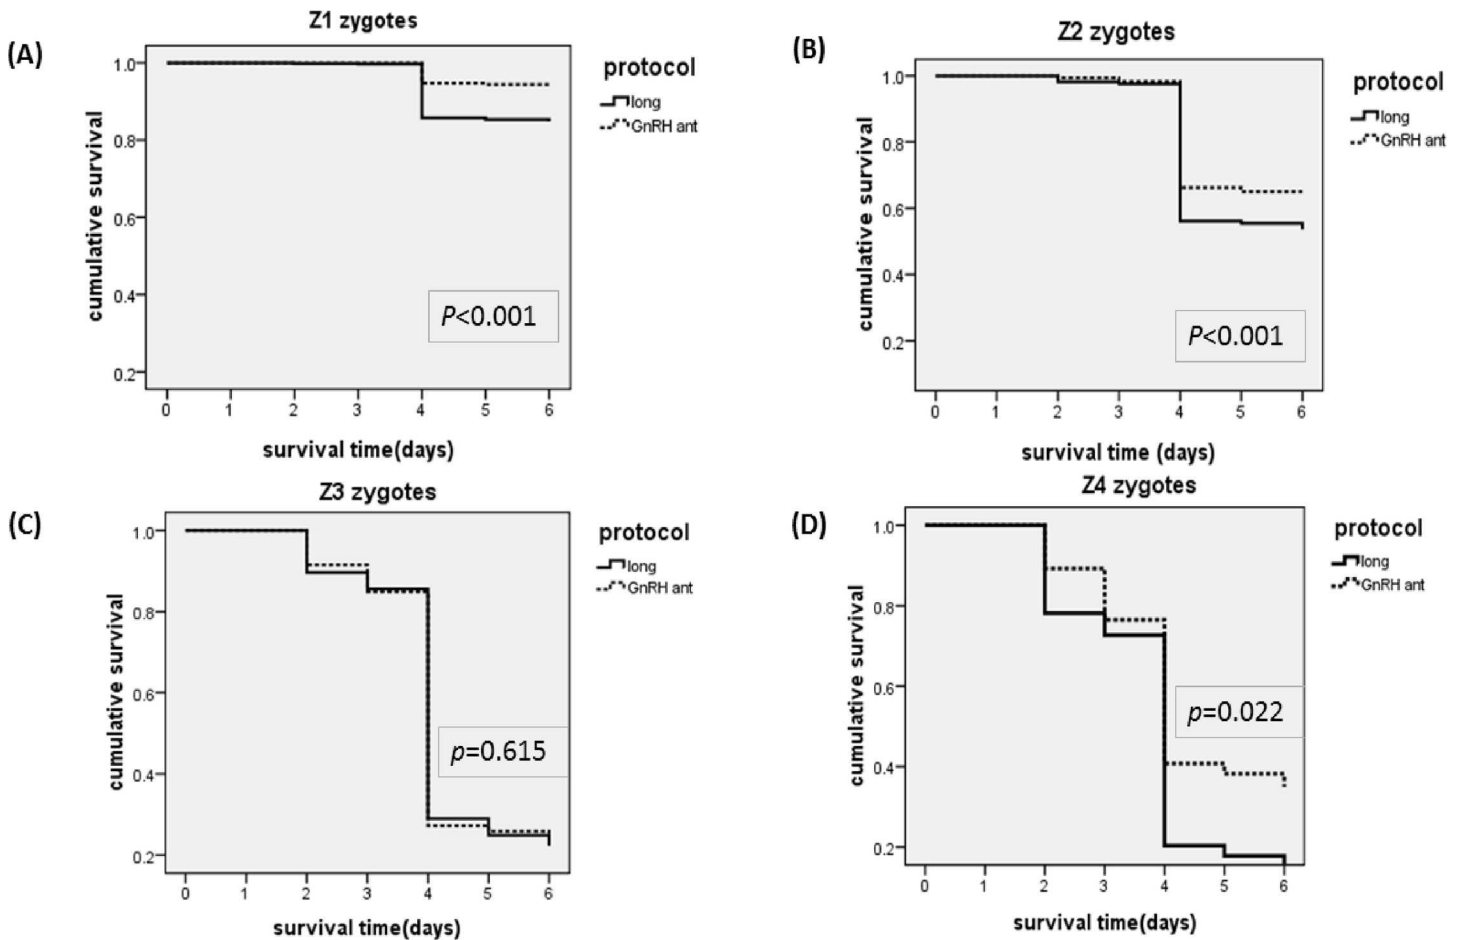 (A)
Z1 zygotes
cumulative survival
1.0
0.8
0.6
0.4
0.2
0 1 2 3 4 5 6
survival time(days)
P<0.001
protocol
long
GnRH ant
(B)
Z2 zygotes
cumulative survival
1.0
0.8
0.6
0.4
0.2
0 1 2 3 4 5 6
survival time (days)
P<0.001
protocol
long
GnRH ant
(C)
Z3 zygotes
cumulative survival
1.0
0.8
0.6
0.4
0.2
0 1 2 3 4 5 6
survival time(days)
p=0.615
protocol
long
GnRH ant
(D)
Z4 zygotes
cumulative survival
1.0
0.8
0.6
0.4
0.2
0 1 2 3 4 5 6
survival time(days)
p=0.022
protocol
long
GnRH ant